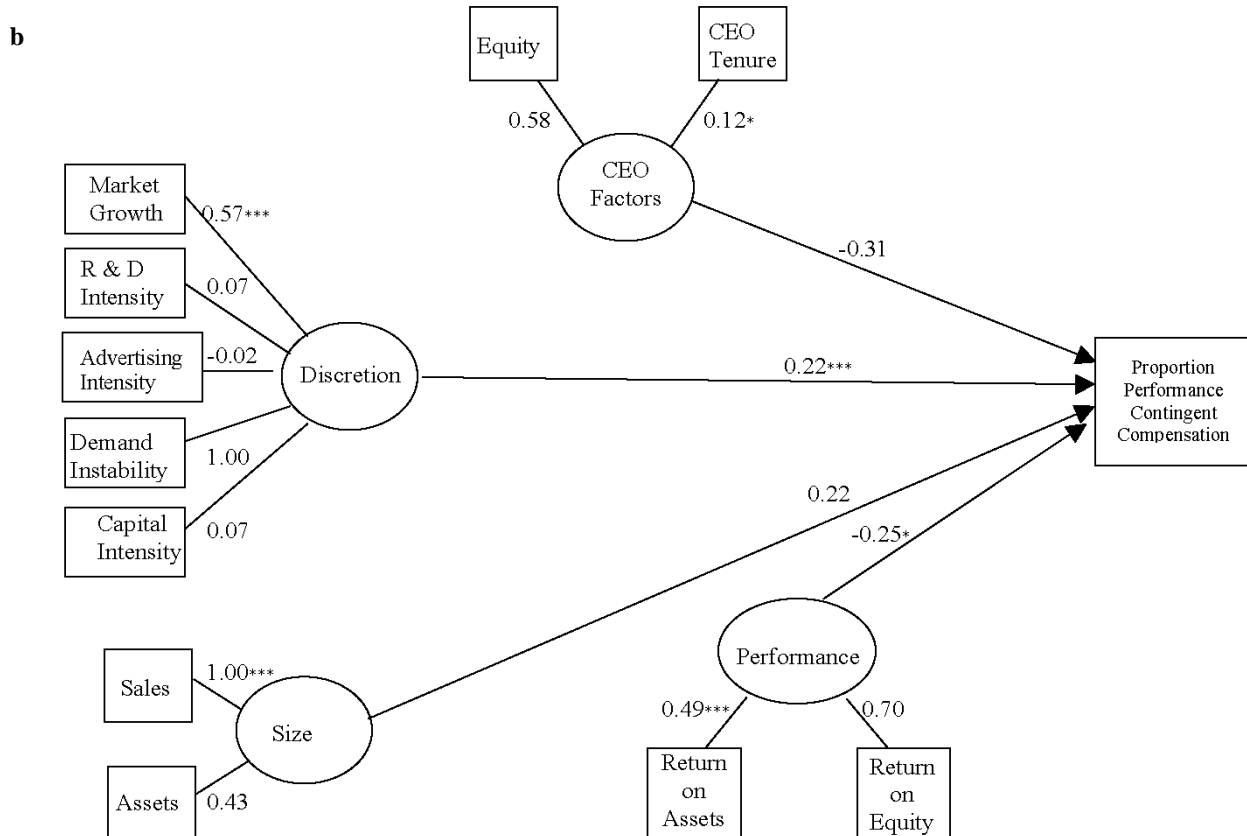 b
Equity
CEO
Tenure
0.58
0.12*
CEO
Factors
-0.31
Market
Growth
0.57***
R & D
Intensity
0.07
Advertising
Intensity
-0.02
Demand
Instability
1.00
Capital
Intensity
0.07
Discretion
0.22***
Proportion
Performance
Contingent
Compensation
0.22
-0.25*
Sales
1.00***
Size
Assets
0.43
Performance
0.49***
0.70
Return
on
Assets
Return
on
Equity